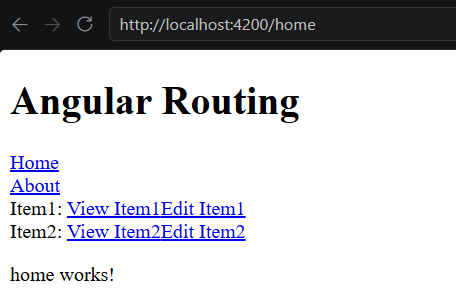 http://localhost:4200/home
Angular Routing
Home
About
Item1: View Item1Edit Item1
Item2: View Item2Edit Item2
home works!